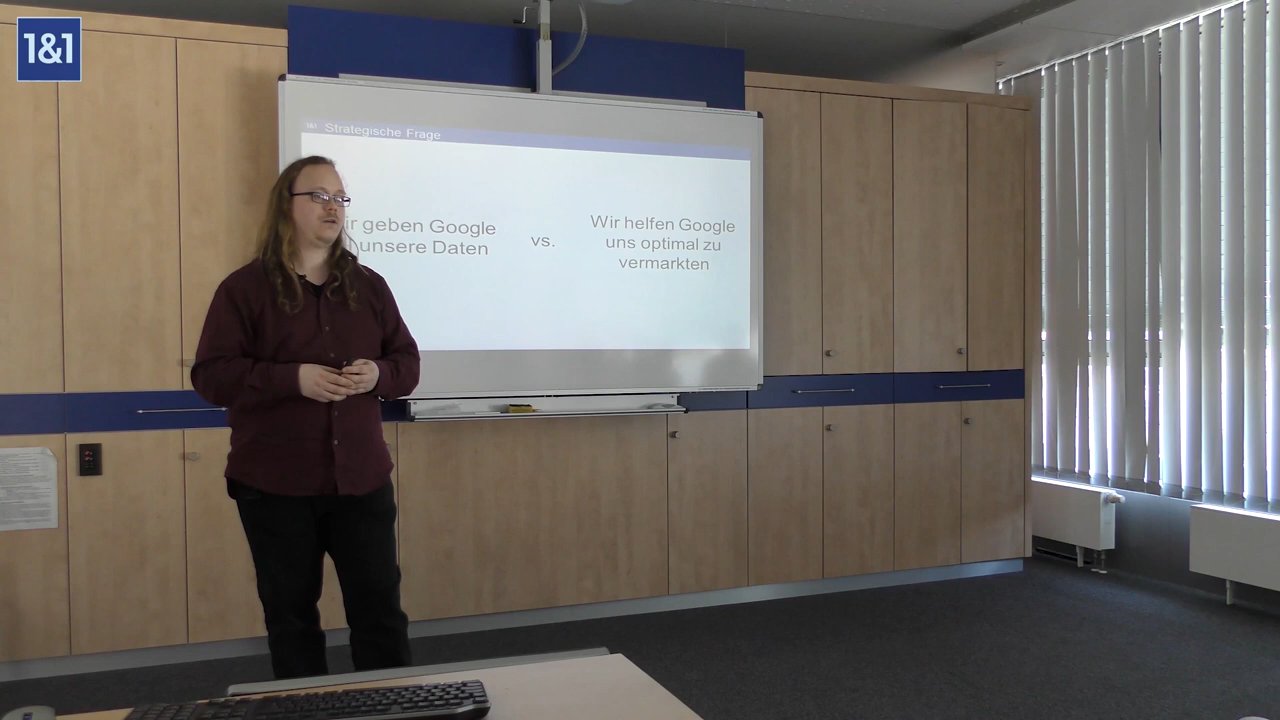 1&1
1&1 Strategische Frage
geben Google
unsere Daten
vs.
Wir helfen Google
uns optimal zu
vermarkten